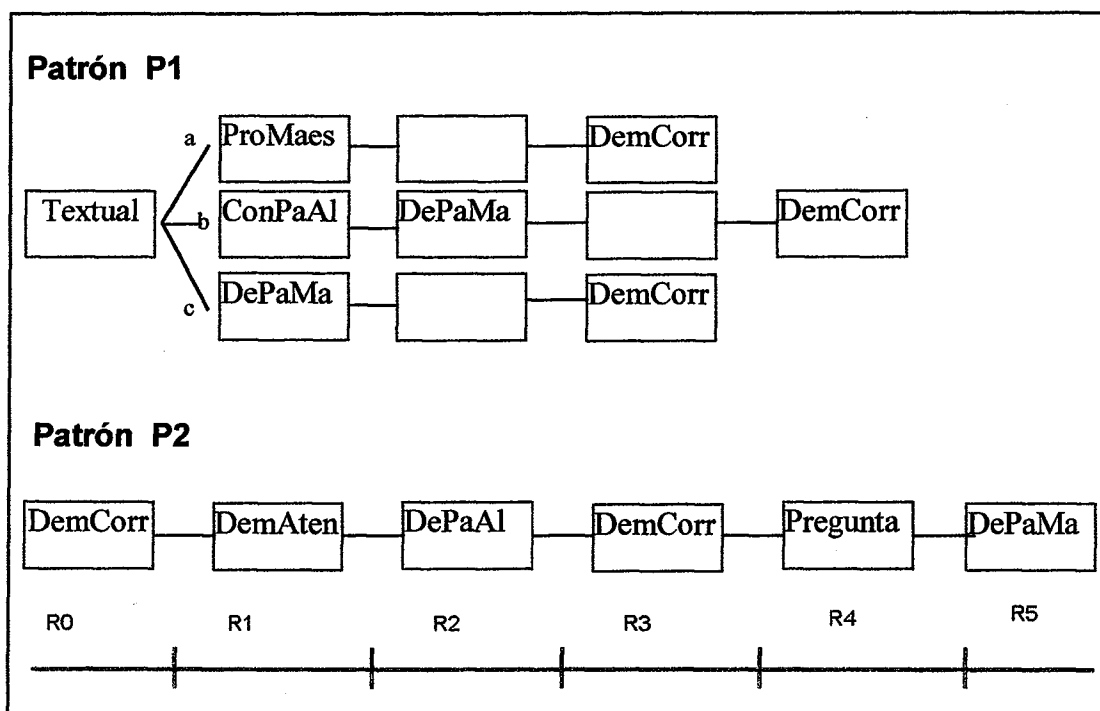 Patrón P1
a ProMaes DemCorr
Textual b ConPaAl DePaMa DemCorr
c DePaMa DemCorr
Patrón P2
DemCorr DemAten DePaAl DemCorr Pregunta DePaMa
R0 R1 R2 R3 R4 R5